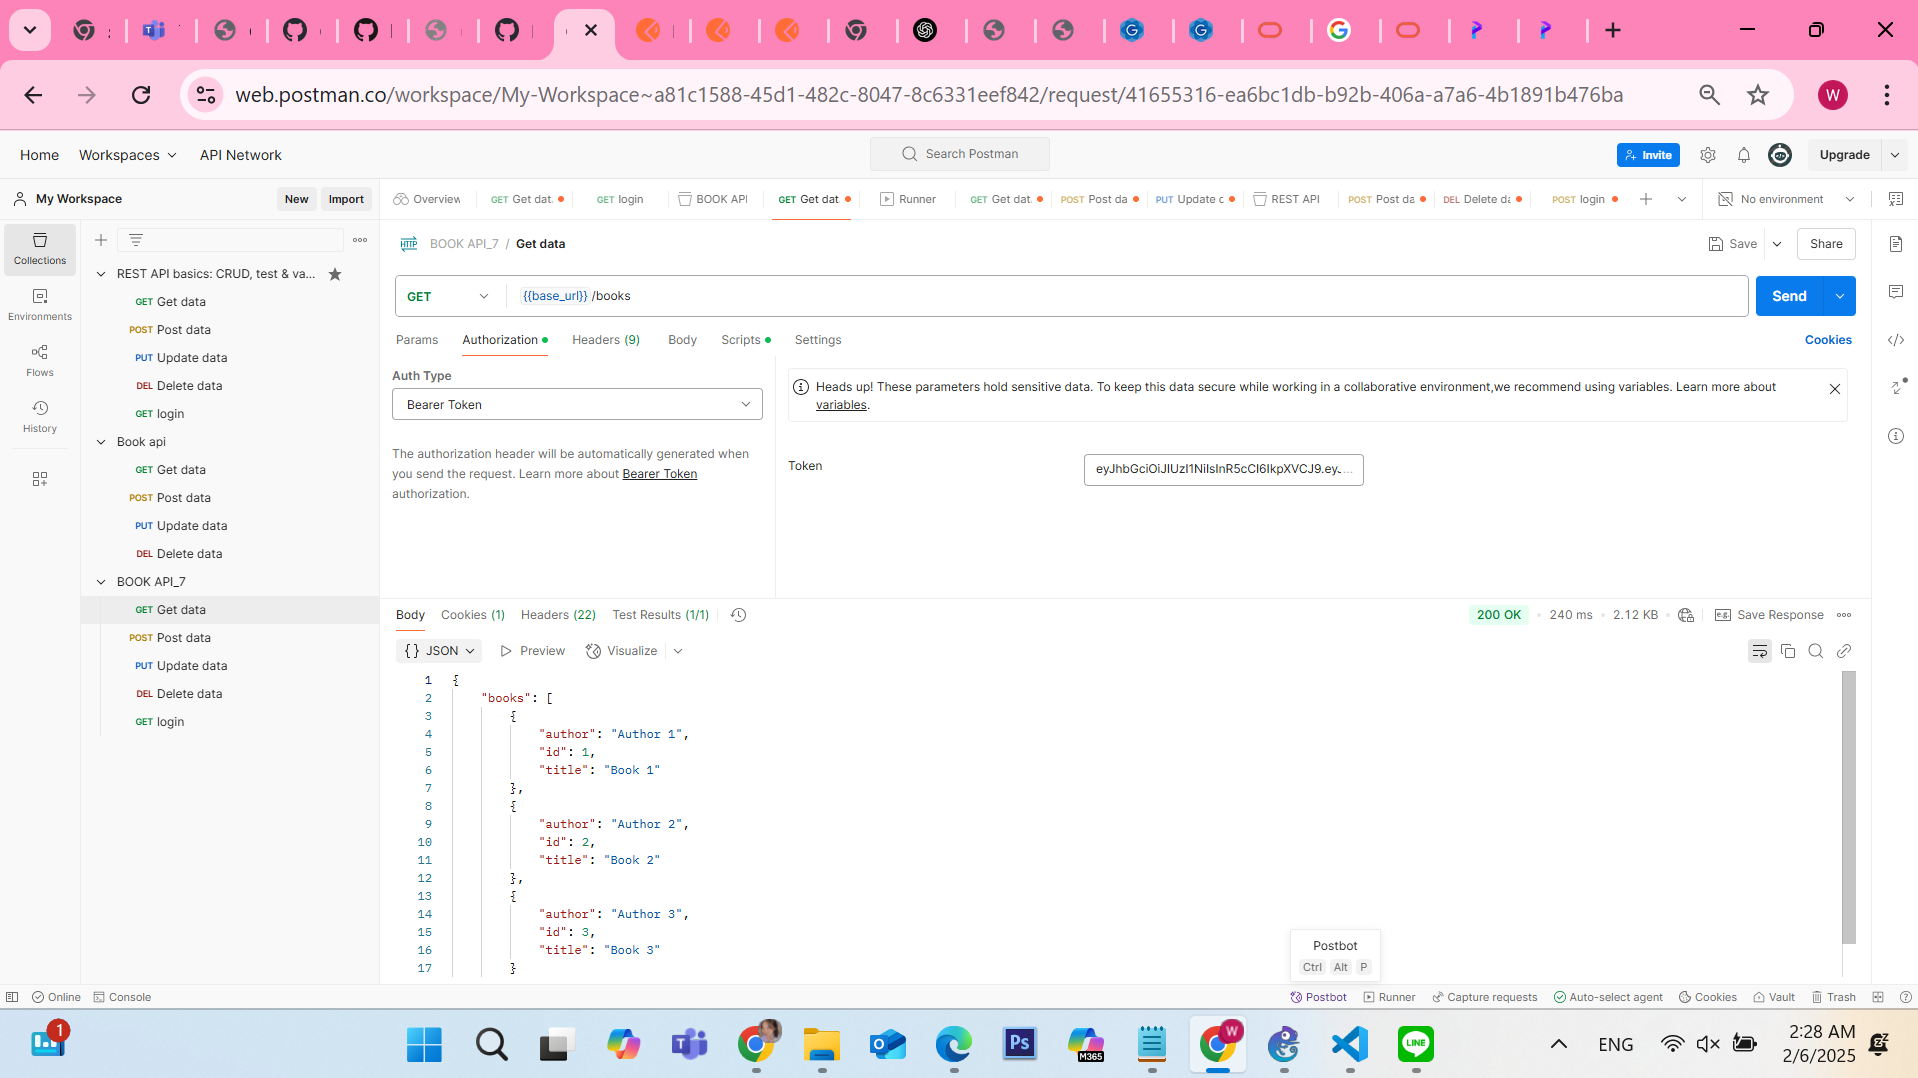 web.postman.co/workspace/My-Workspace~a81c1588-45d1-482c-8047-8c6331eef842/request/41655316-ea6bc1db-b92b-406a-a7a6-4b1891b476ba
W
Home Workspaces API Network
Search Postman
Invite
Upgrade
My Workspace New Import
Overview GET Get dat. GET login BOOK API GET Get dat. Runner GET Get dat. POST Post da PUT Update c REST API POST Post da DEL Delete da POST login
No environment
Collections
Environments
Flows
History
REST API basics: CRUD, test & va...
GET Get data
POST Post data
PUT Update data
DEL Delete data
GET login
Book api
GET Get data
POST Post data
PUT Update data
DEL Delete data
BOOK API_7
GET Get data
POST Post data
PUT Update data
DEL Delete data
GET login
HTTP BOOK API_7 / Get data
Save Share
GET {{base_url}} /books
Send
Params Authorization Headers (9) Body Scripts Settings
Cookies
Auth Type
Bearer Token
The authorization header will be automatically generated when
you send the request. Learn more about Bearer Token
authorization.
Heads up! These parameters hold sensitive data. To keep this data secure while working in a collaborative environment,we recommend using variables. Learn more about
variables.
Token
eyJhbGciOiJIUzI1NiIsInR5cCI6IkpXVCJ9.ey....
Body Cookies (1) Headers (22) Test Results (1/1)
200 OK 240 ms 2.12 KB Save Response
{} JSON Preview Visualize
1 {
2 "books": [
3 {
4 "author": "Author 1",
5 "id": 1,
6 "title": "Book 1"
7 },
8 {
9 "author": "Author 2",
10 "id": 2,
11 "title": "Book 2"
12 },
13 {
14 "author": "Author 3",
15 "id": 3,
16 "title": "Book 3"
17 }
Postbot
Ctrl Alt P
Online Console
Postbot Runner Capture requests Auto-select agent Cookies Vault Trash
1
Ps
M365
W
LINE
ENG
2:28 AM
2/6/2025